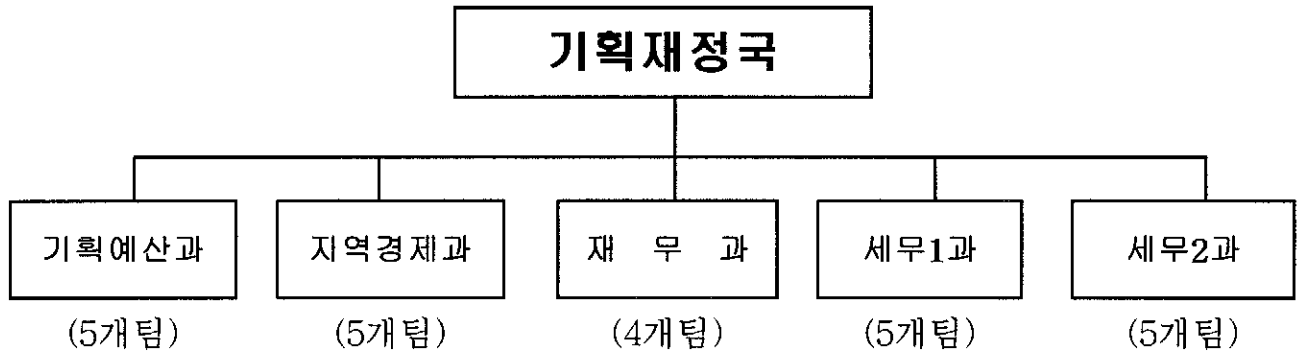 기획재정국
기획예산과 지역경제과 재 무 과 세무1과 세무2과
(5개팀) (5개팀) (4개팀) (5개팀) (5개팀)